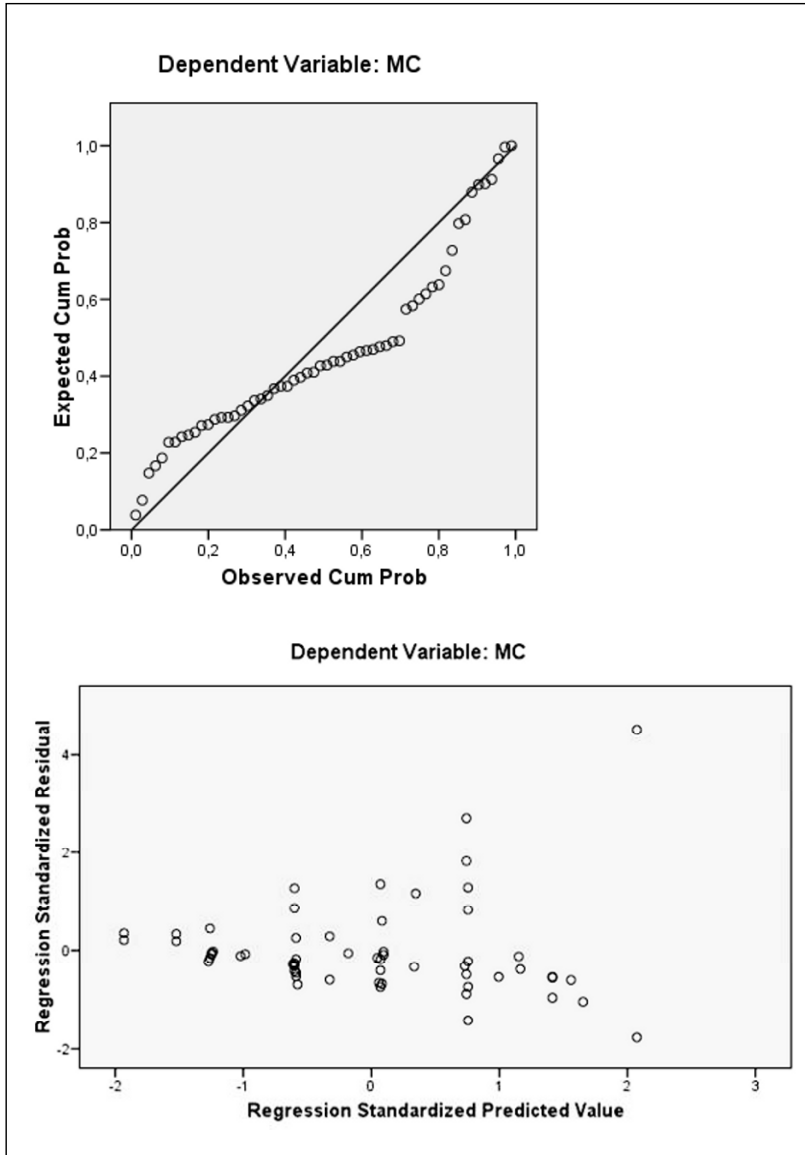 Dependent Variable: MC
1,0
0,8
0,6
0,4
0,2
0,0
Expected Cum Prob
0,0 0,2 0,4 0,6 0,8 1,0
Observed Cum Prob
Dependent Variable: MC
4
2
0
-2
Regression Standardized Residual
-2 -1 0 1 2 3
Regression Standardized Predicted Value